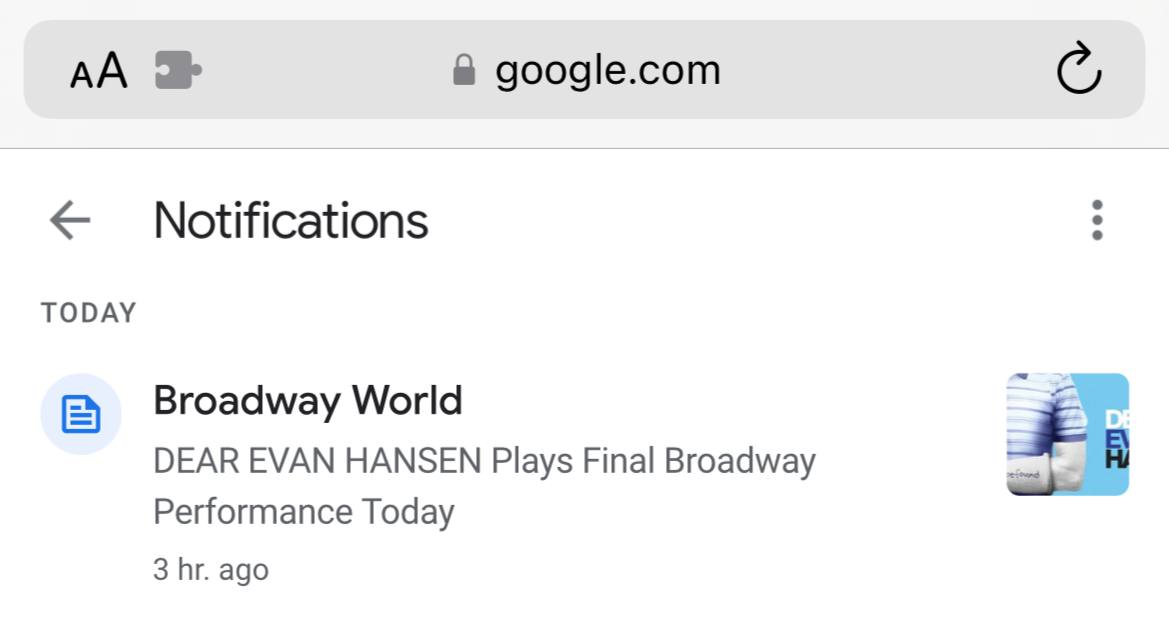 AA google.com
Notifications
TODAY
Broadway World
DEAR EVAN HANSEN Plays Final Broadway
Performance Today
3 hr. ago
DE
EV
HA
befound